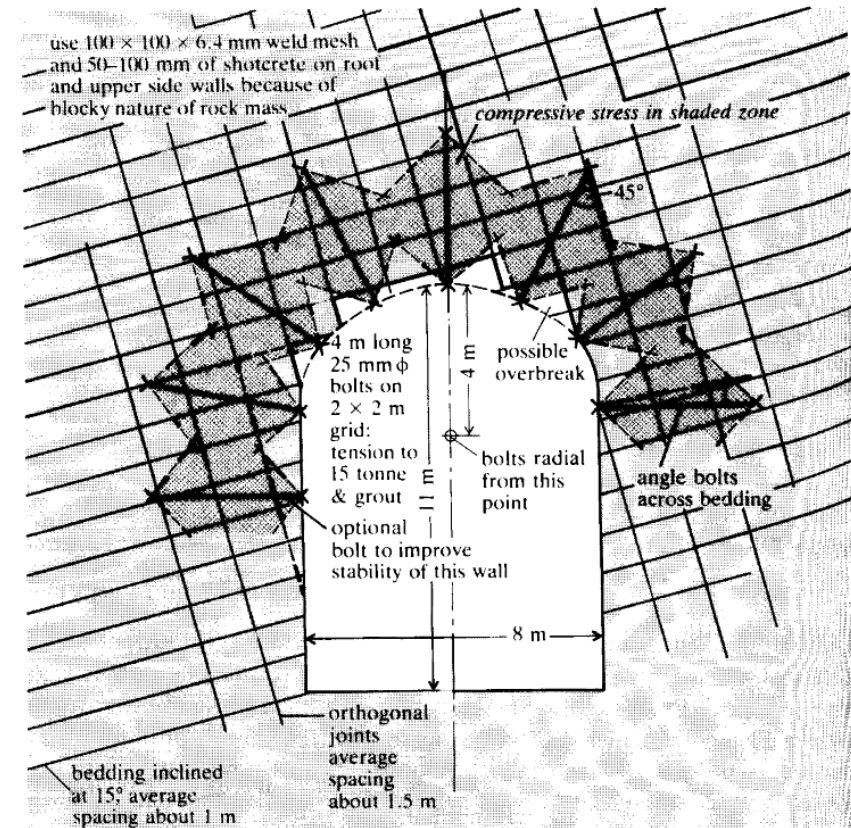 use 100 × 100 × 6.4 mm weld mesh
and 50–100 mm of shotcrete on roof
and upper side walls because of
blocky nature of rock mass
compressive stress in shaded zone
45°
4 m long
25 mm ϕ
bolts on
2 × 2 m
grid:
tension to
15 tonne
& grout
11 m
4 m
possible
overbreak
bolts radial
from this
point
angle bolts
across bedding
optional
bolt to improve
stability of this wall
8 m
orthogonal
joints
average
spacing
about 1.5 m
bedding inclined
at 15° average
spacing about 1 m